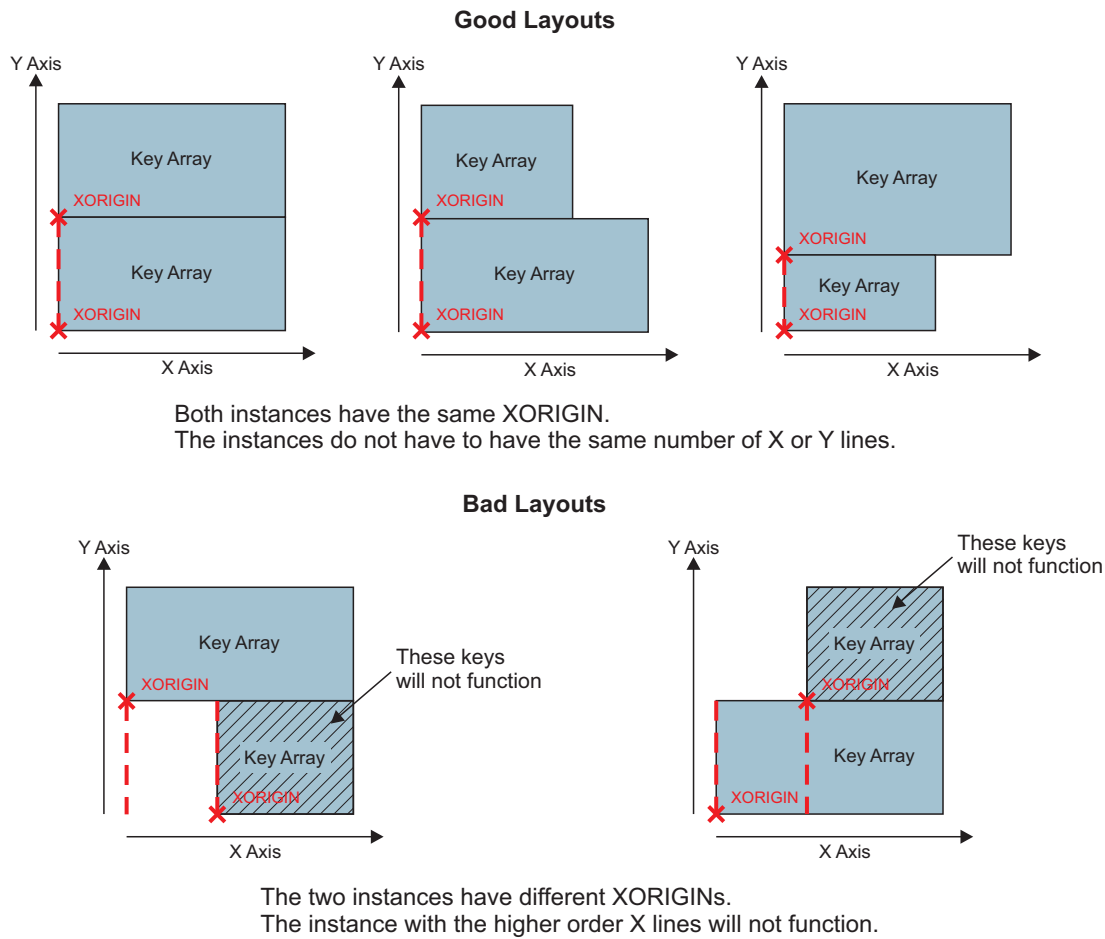 Good Layouts
Y Axis
Key Array
XORIGIN
Key Array
XORIGIN
X Axis
Y Axis
Key Array
XORIGIN
Key Array
XORIGIN
X Axis
Y Axis
Key Array
XORIGIN
Key Array
XORIGIN
X Axis
Both instances have the same XORIGIN.
The instances do not have to have the same number of X or Y lines.
Bad Layouts
Y Axis
Key Array
XORIGIN
These keys
will not function
Key Array
XORIGIN
X Axis
Y Axis
These keys
will not function
Key Array
XORIGIN
Key Array
XORIGIN
X Axis
The two instances have different XORIGINs.
The instance with the higher order X lines will not function.